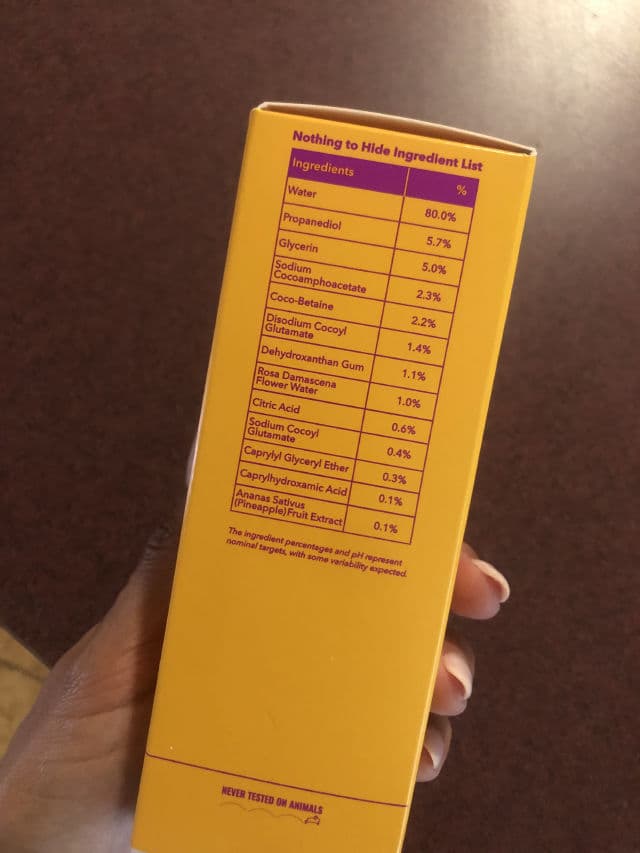 Nothing to Hide Ingredient List
Ingredients %
Water 80.0%
Propanediol 5.7%
Glycerin 5.0%
Sodium
Cocoamphoacetate 2.3%
Coco-Betaine 2.2%
Disodium Cocoyl
Glutamate 1.4%
Dehydroxanthan Gum 1.1%
Rosa Damascena
Flower Water 1.0%
Citric Acid 0.6%
Sodium Cocoyl
Glutamate 0.4%
Caprylyl Glyceryl Ether 0.3%
Caprylhydroxamic Acid 0.1%
Ananas Sativus
(Pineapple) Fruit Extract 0.1%
The ingredient percentages and pH represent
nominal targets, with some variability expected.
NEVER TESTED ON ANIMALS